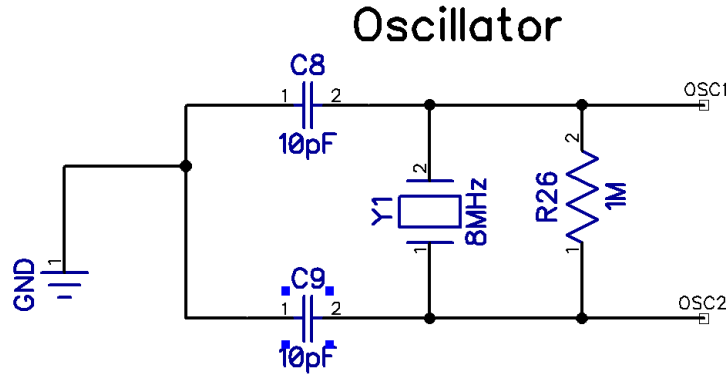 Oscillator
C8
OSC1
1 2
10pF
2
2
Y1
8MHz
R26
1M
1
1
GND
1
C9
OSC2
1 2
10pF